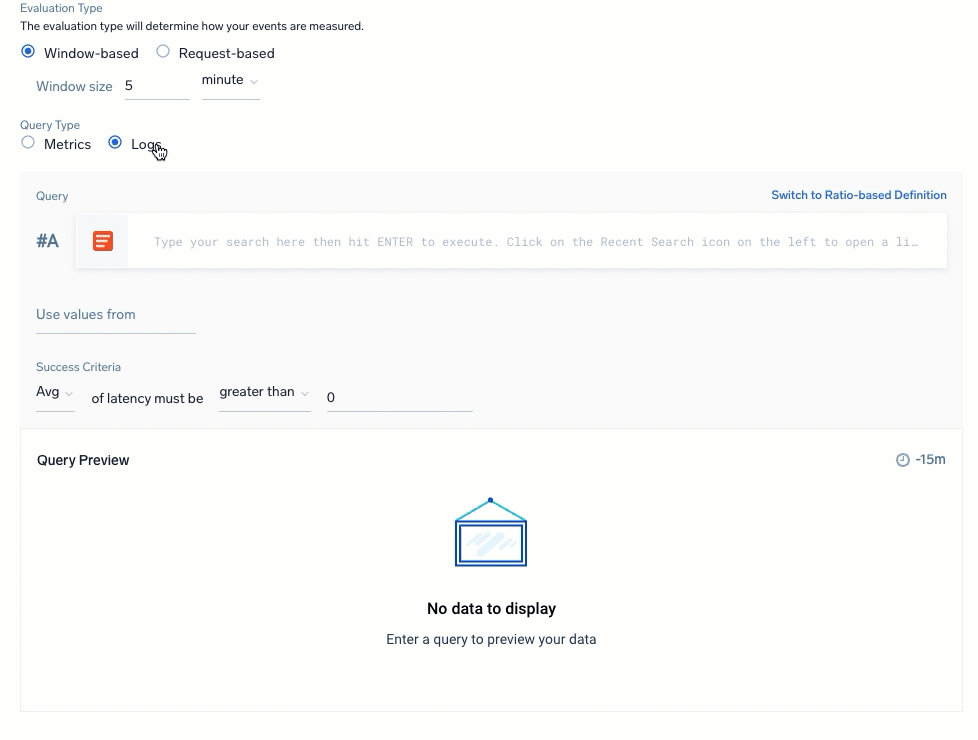 Evaluation Type
The evaluation type will determine how your events are measured.
Window-based Request-based
Window size 5 minute
Query Type
Metrics Logs
Query Switch to Ratio-based Definition
#A Type your search here then hit ENTER to execute. Click on the Recent Search icon on the left to open a li…
Use values from
Success Criteria
Avg of latency must be greater than 0
Query Preview -15m
No data to display
Enter a query to preview your data